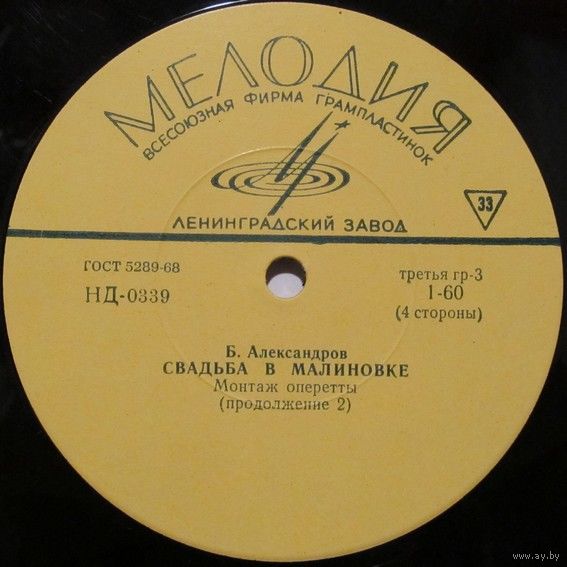 МЕЛОДИЯ
ВСЕСОЮЗНАЯ ФИРМА ГРАМПЛАСТИНОК
33
ЛЕНИНГРАДСКИЙ ЗАВОД
ГОСТ 5289-68
третья гр-3
НД-0339
1-60
(4 стороны)
Б. Александров
СВАДЬБА В МАЛИНОВКЕ
Монтаж оперетты
(продолжение 2)
www.ay.by